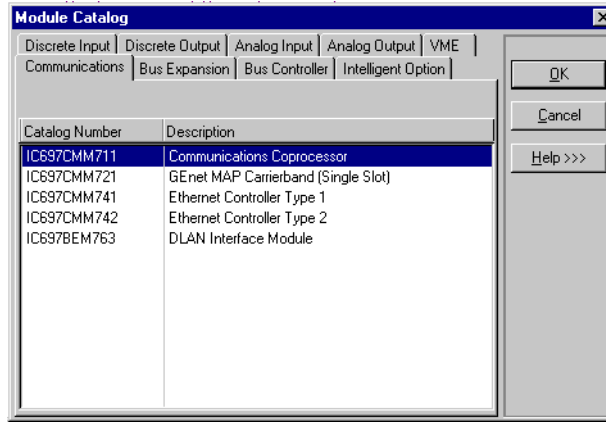 Module Catalog
Discrete Input Discrete Output Analog Input Analog Output VME
Communications Bus Expansion Bus Controller Intelligent Option
OK
Cancel
Help >>>
Catalog Number Description
IC697CMM711 Communications Coprocessor
IC697CMM721 GEnet MAP Carrierband (Single Slot)
IC697CMM741 Ethernet Controller Type 1
IC697CMM742 Ethernet Controller Type 2
IC697BEM763 DLAN Interface Module